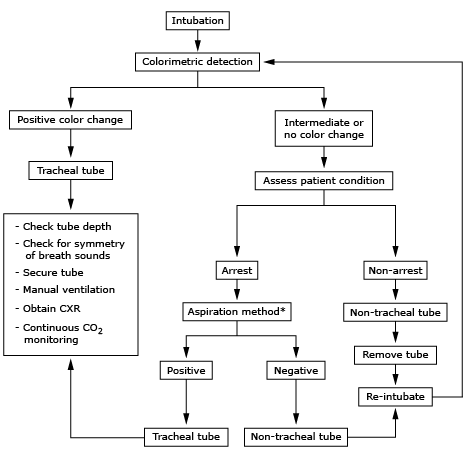 Intubation
Colorimetric detection
Positive color change
Intermediate or
no color change
Tracheal tube
Assess patient condition
- Check tube depth
- Check for symmetry
of breath sounds
- Secure tube
- Manual ventilation
- Obtain CXR
- Continuous CO2
monitoring
Arrest
Non-arrest
Aspiration method*
Non-tracheal tube
Remove tube
Positive
Negative
Re-intubate
Tracheal tube
Non-tracheal tube